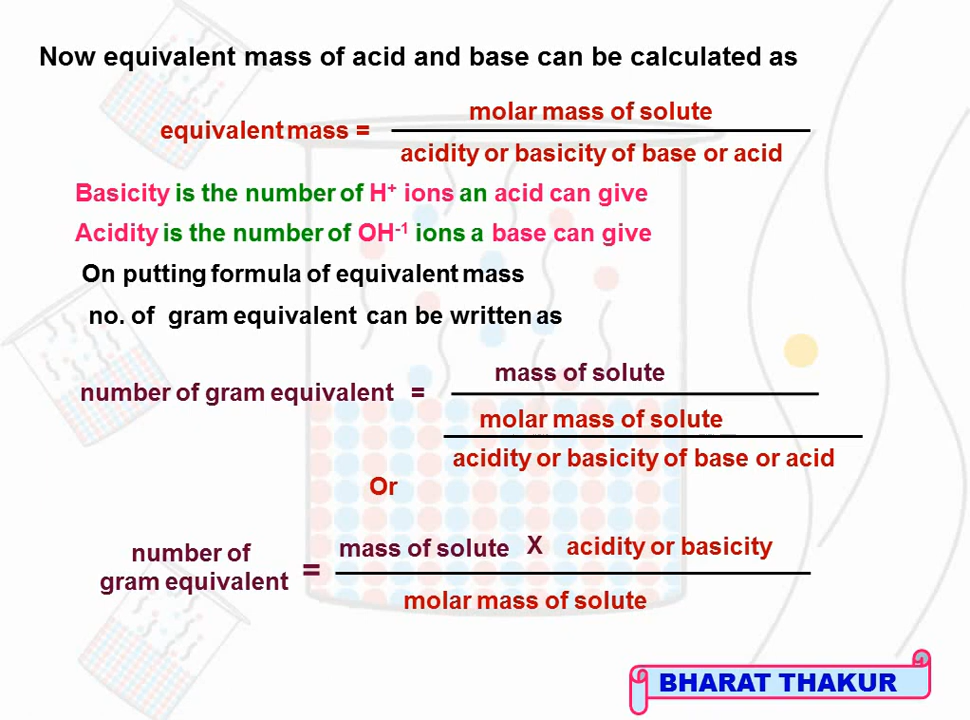 Now equivalent mass of acid and base can be calculated as
molar mass of solute
equivalent mass =
acidity or basicity of base or acid
Basicity is the number of H⁺ ions an acid can give
Acidity is the number of OH⁻¹ ions a base can give
On putting formula of equivalent mass
no. of gram equivalent can be written as
mass of solute
number of gram equivalent =
molar mass of solute
acidity or basicity of base or acid
Or
number of
gram equivalent
=
mass of solute X acidity or basicity
molar mass of solute
BHARAT THAKUR